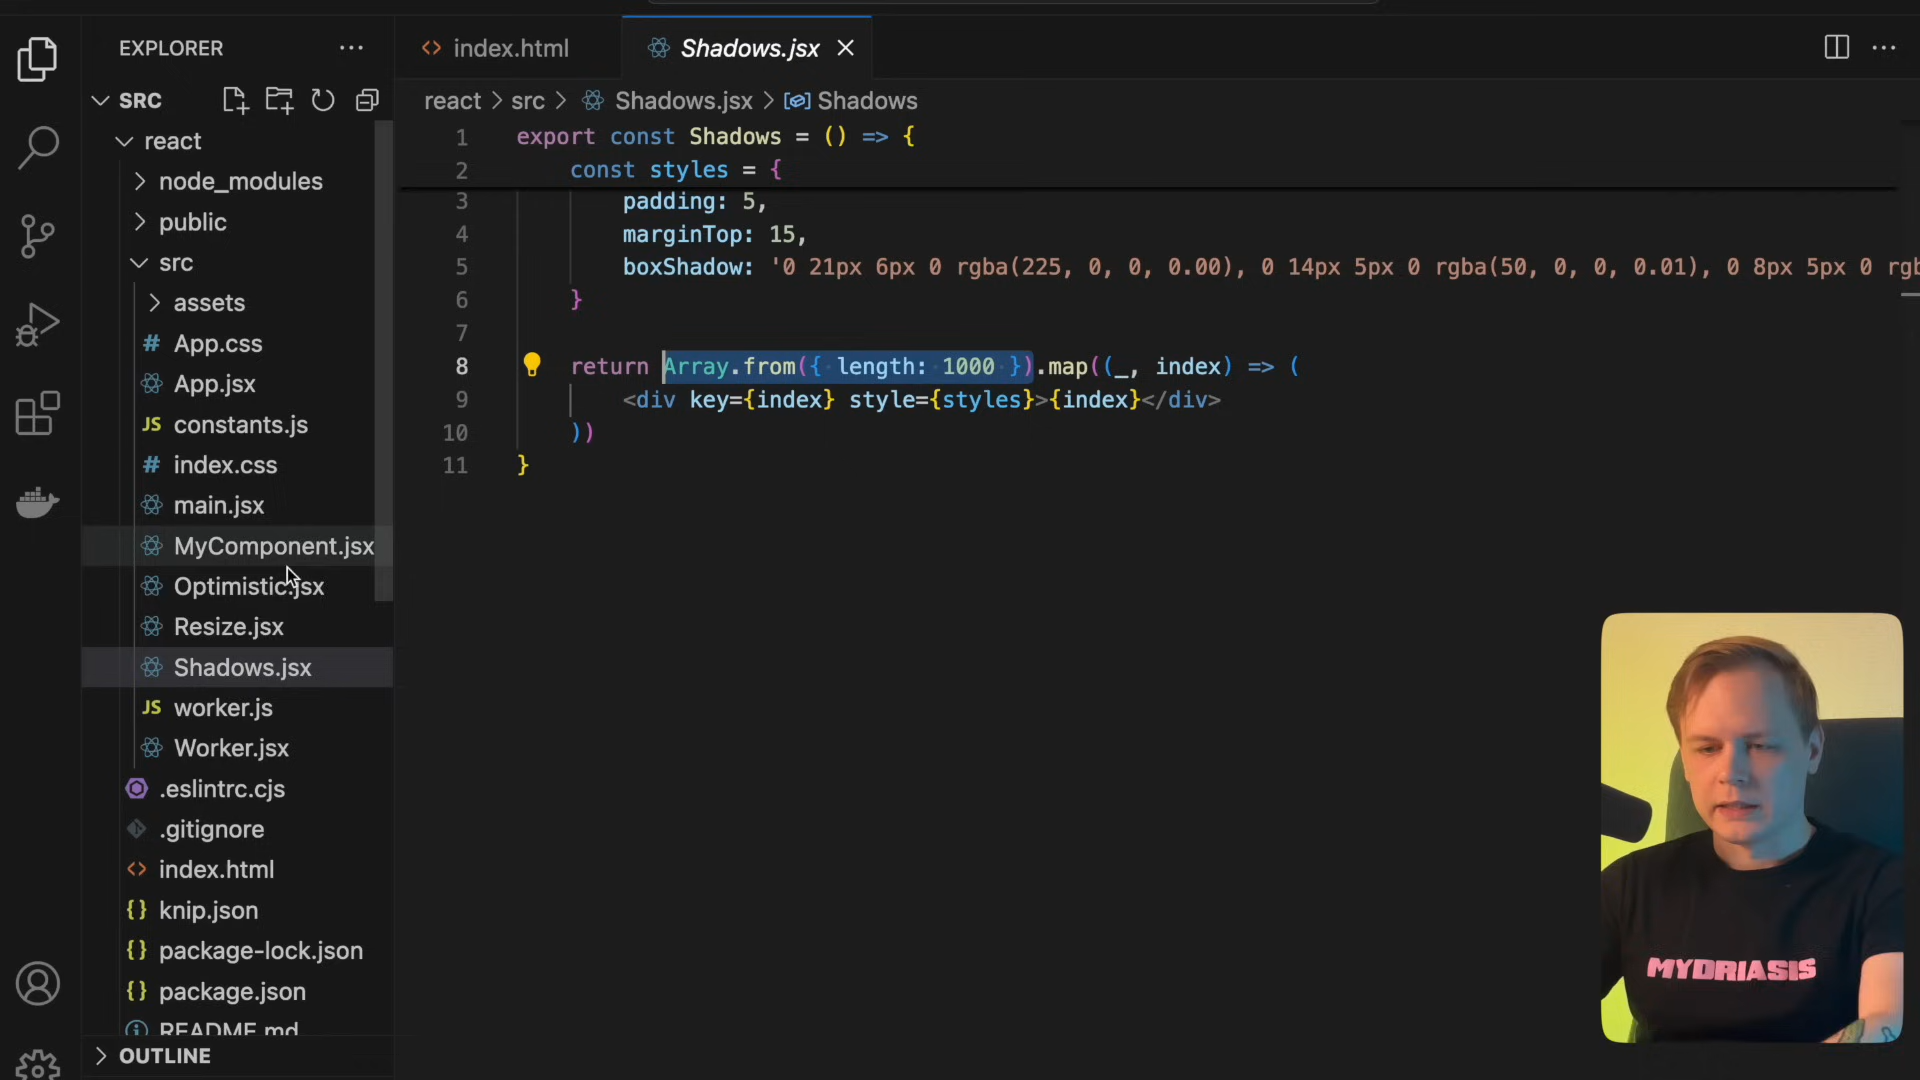 EXPLORER
SRC
react
node_modules
public
src
assets
# App.css
App.jsx
JS constants.js
# index.css
main.jsx
MyComponent.jsx
Optimistic.jsx
Resize.jsx
Shadows.jsx
JS worker.js
Worker.jsx
.eslintrc.cjs
.gitignore
<> index.html
{} knip.json
{} package-lock.json
{} package.json
README.md
OUTLINE
<> index.html
Shadows.jsx
react > src > Shadows.jsx > Shadows
1 export const Shadows = () => {
2 const styles = {
3 padding: 5,
4 marginTop: 15,
5 boxShadow: '0 21px 6px 0 rgba(225, 0, 0, 0.00), 0 14px 5px 0 rgba(50, 0, 0, 0.01), 0 8px 5px 0 rgb
6 }
7
8 return Array.from({ length: 1000 }).map((_, index) => (
9 <div key={index} style={styles}>{index}</div>
10 ))
11 }
MYDRIASIS